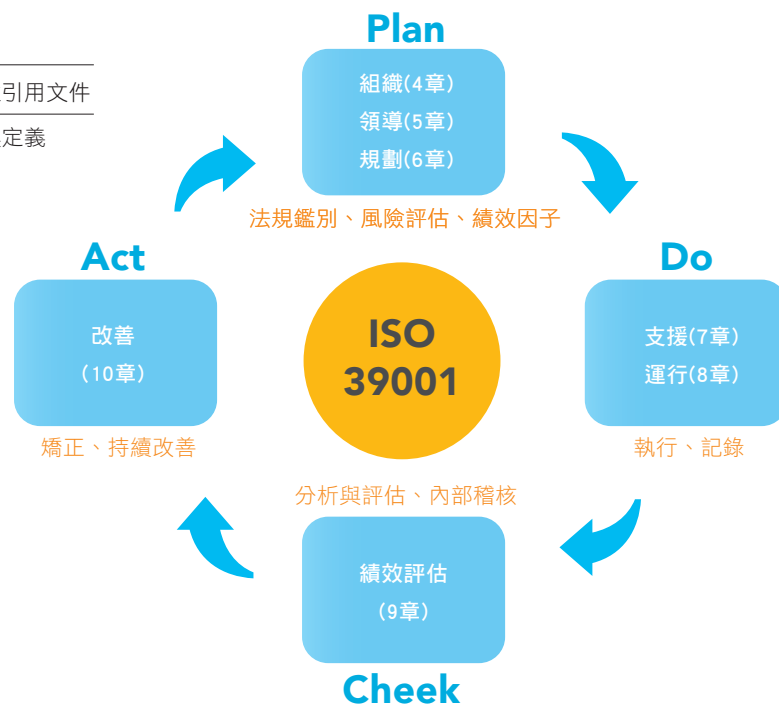 引用文件
定義
Plan
組織(4章)
領導(5章)
規劃(6章)
法規鑑別、風險評估、績效因子
Act
改善
(10章)
矯正、持續改善
ISO
39001
Do
支援(7章)
運行(8章)
執行、記錄
分析與評估、內部稽核
績效評估
(9章)
Cheek